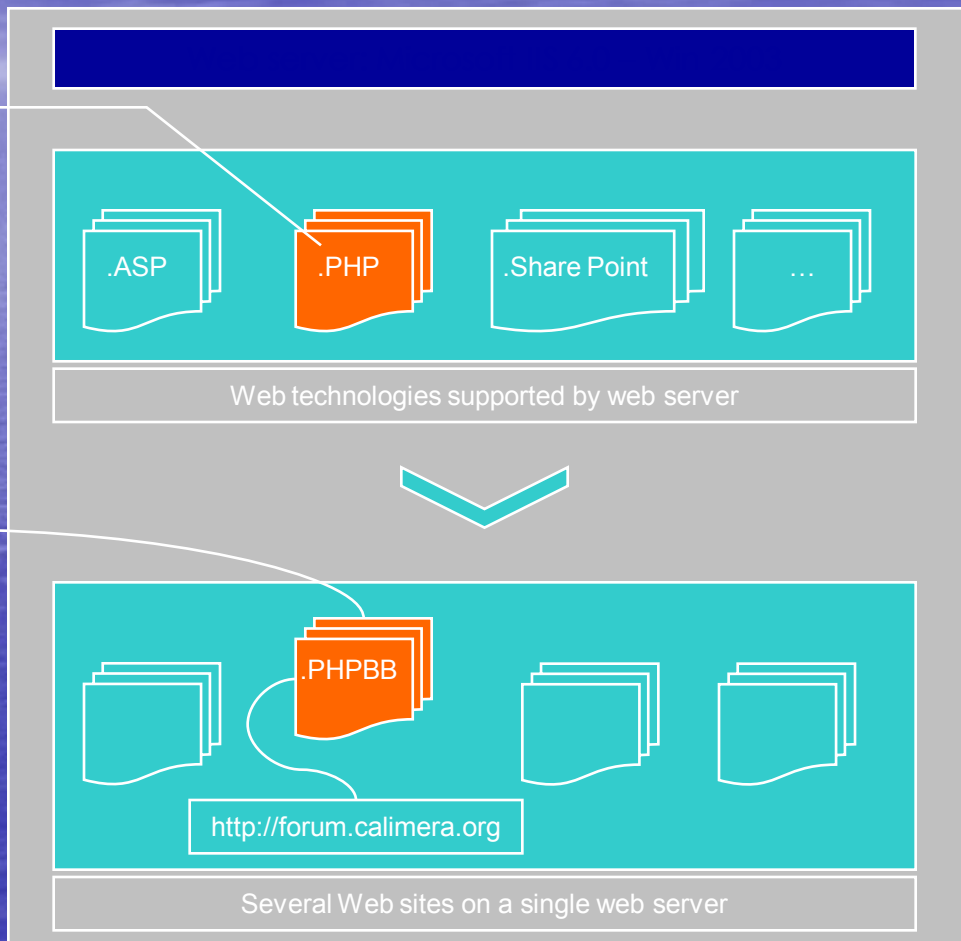 .ASP
.PHP
.Share Point
…
Web technologies supported by web server
.PHPBB
http://forum.calimera.org
Several Web sites on a single web server